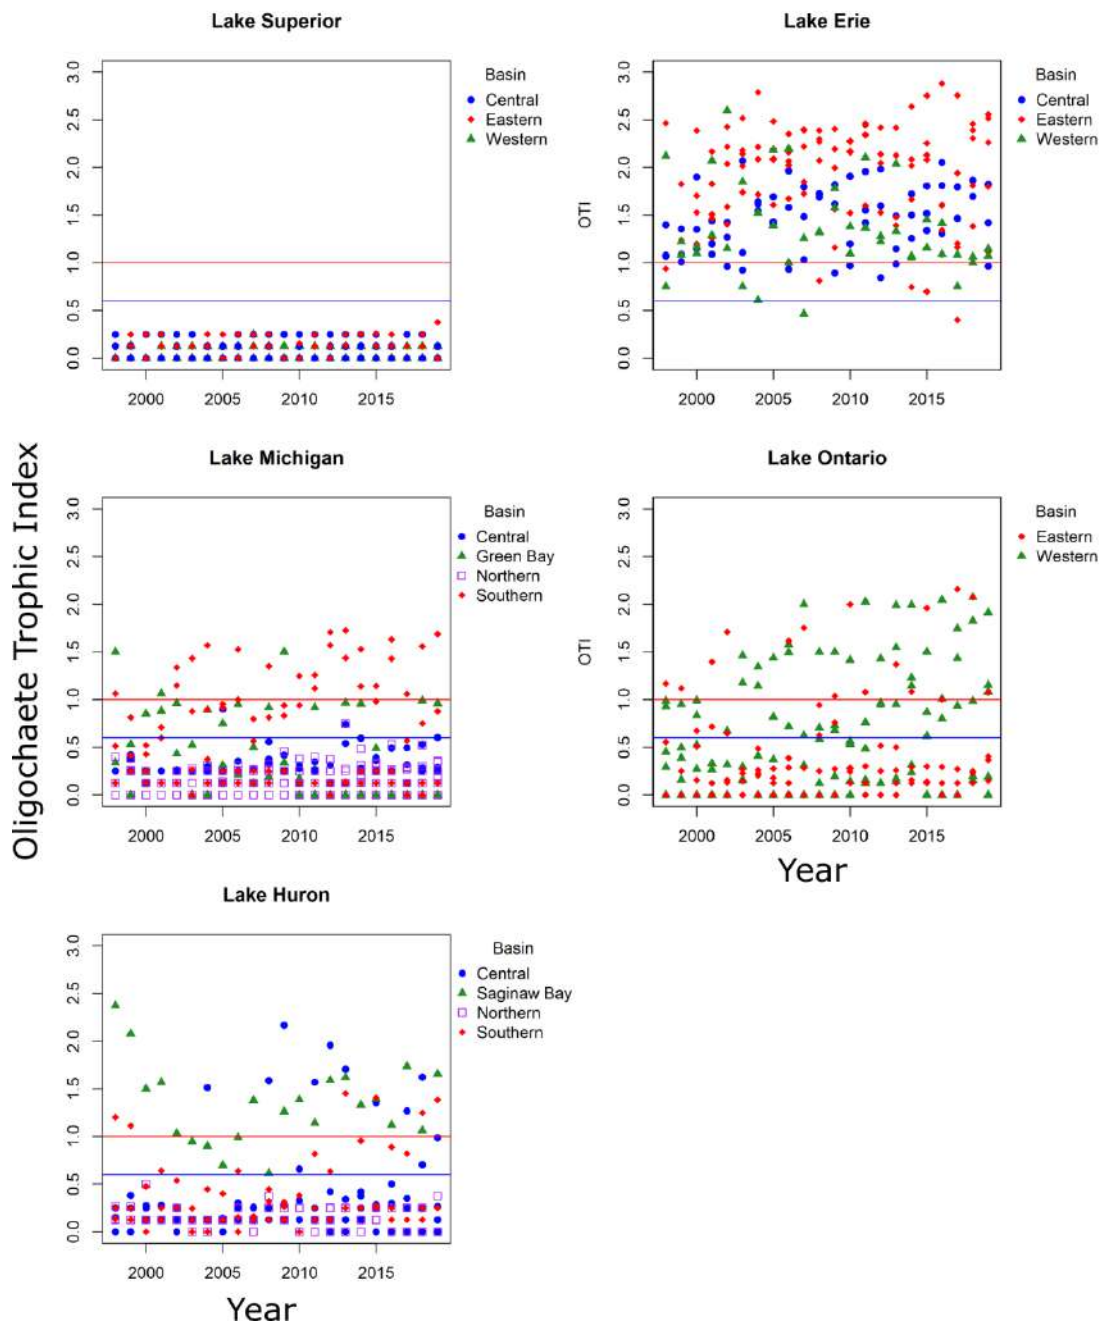 Lake Superior
3.0
2.5
2.0
1.5
1.0
0.5
0.0
2000 2005 2010 2015
Basin
Central
Eastern
Western
Lake Erie
OTI
3.0
2.5
2.0
1.5
1.0
0.5
0.0
2000 2005 2010 2015
Basin
Central
Eastern
Western
Oligochaete Trophic Index
Lake Michigan
3.0
2.5
2.0
1.5
1.0
0.5
0.0
2000 2005 2010 2015
Basin
Central
Green Bay
Northern
Southern
Lake Ontario
OTI
3.0
2.5
2.0
1.5
1.0
0.5
0.0
2000 2005 2010 2015
Year
Basin
Eastern
Western
Lake Huron
3.0
2.5
2.0
1.5
1.0
0.5
0.0
2000 2005 2010 2015
Year
Basin
Central
Saginaw Bay
Northern
Southern